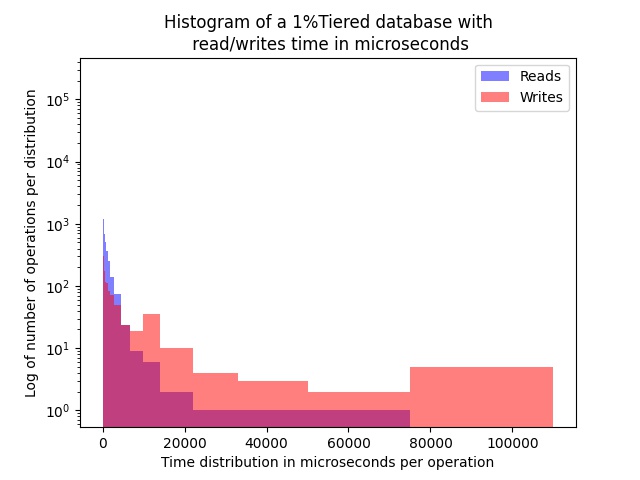 Histogram of a 1%Tiered database with
read/writes time in microseconds
Reads
Writes
Log of number of operations per distribution
10^5
10^4
10^3
10^2
10^1
10^0
0
20000
40000
60000
80000
100000
Time distribution in microseconds per operation